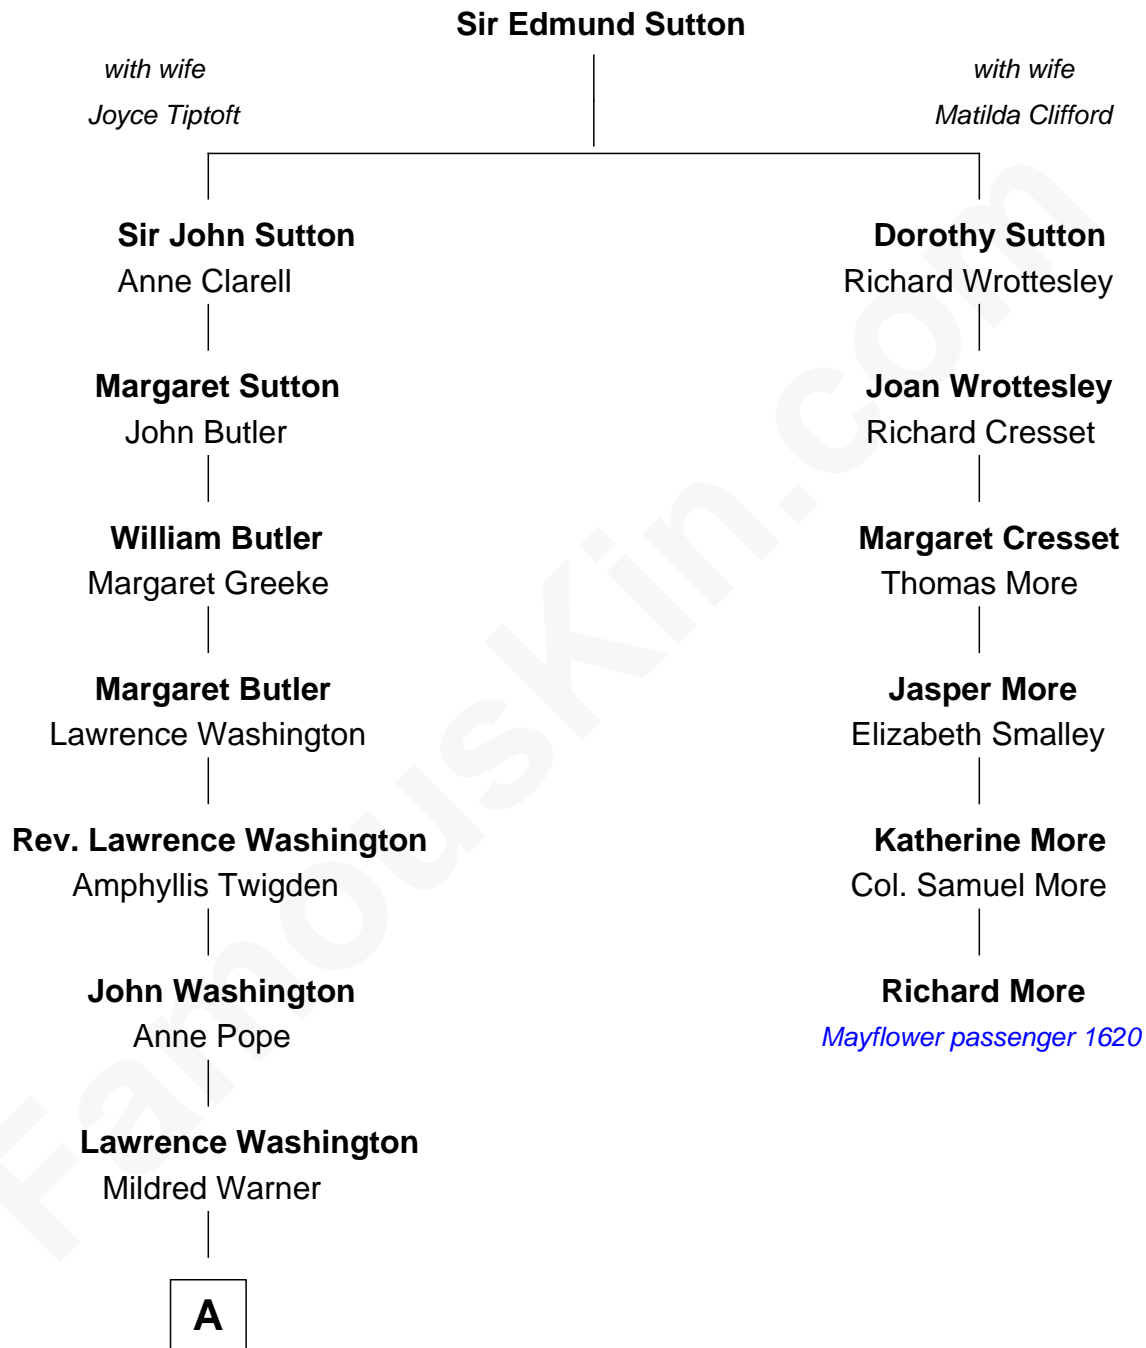 Sir Edmund Sutton
with wife
Joyce Tiptoft
with wife
Matilda Clifford
Sir John Sutton
Anne Clarell
Dorothy Sutton
Richard Wrottesley
Margaret Sutton
John Butler
Joan Wrottesley
Richard Cresset
William Butler
Margaret Greeke
Margaret Cresset
Thomas More
Margaret Butler
Lawrence Washington
Jasper More
Elizabeth Smalley
Rev. Lawrence Washington
Amphyllis Twigden
Katherine More
Col. Samuel More
John Washington
Anne Pope
Richard More
Mayflower passenger 1620
Lawrence Washington
Mildred Warner
A
FamousKin.com